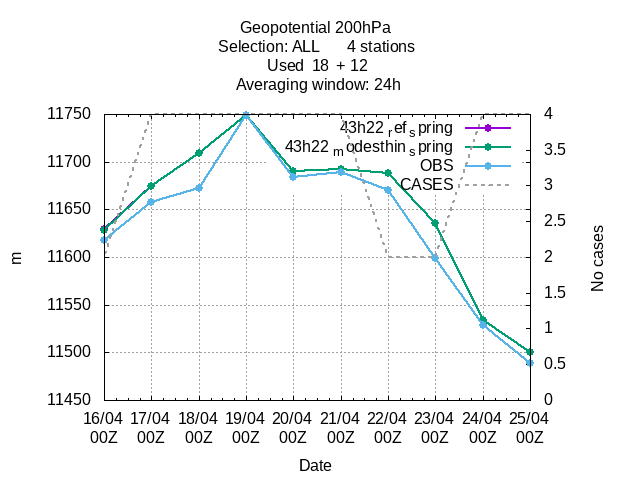 Geopotential 200hPa
Selection: ALL 4 stations
Used 18 + 12
Averaging window: 24h
11750
11700
11650
11600
11550
11500
11450
m
4
3.5
3
2.5
2
1.5
1
0.5
0
No cases
43h22 refspring
43h22 modesthinspring
OBS
CASES
16/04 17/04 18/04 19/04 20/04 21/04 22/04 23/04 24/04 25/04
00Z 00Z 00Z 00Z 00Z 00Z 00Z 00Z 00Z 00Z
Date